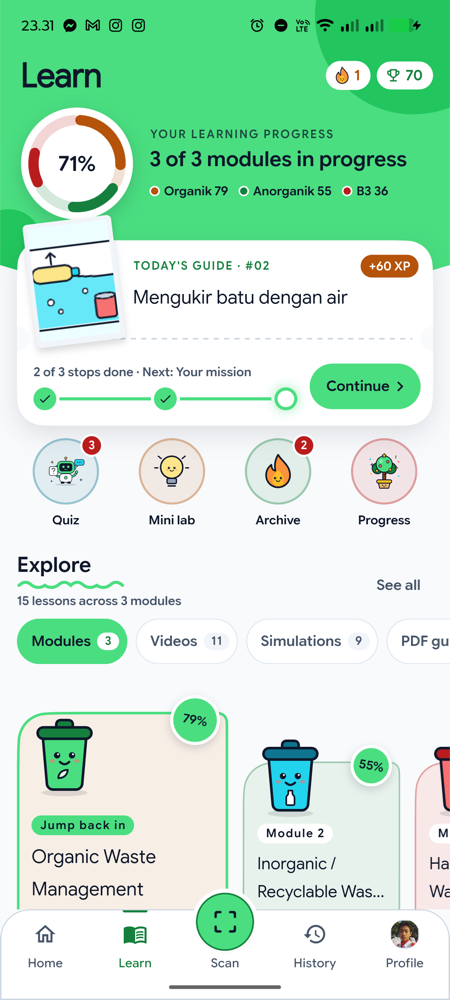 23.31
Vo)) LTE
Learn
1
70
71%
YOUR LEARNING PROGRESS
3 of 3 modules in progress
Organik 79
Anorganik 55
B3 36
TODAY'S GUIDE · #02
+60 XP
Mengukir batu dengan air
2 of 3 stops done · Next: Your mission
Continue
3
2
Quiz
Mini lab
Archive
Progress
Explore
See all
15 lessons across 3 modules
Modules 3
Videos 11
Simulations 9
PDF gu
79%
55%
Jump back in
Organic Waste
Management
Module 2
Inorganic /
Recyclable Was...
M
Ha
Wa
Home
Learn
Scan
History
Profile